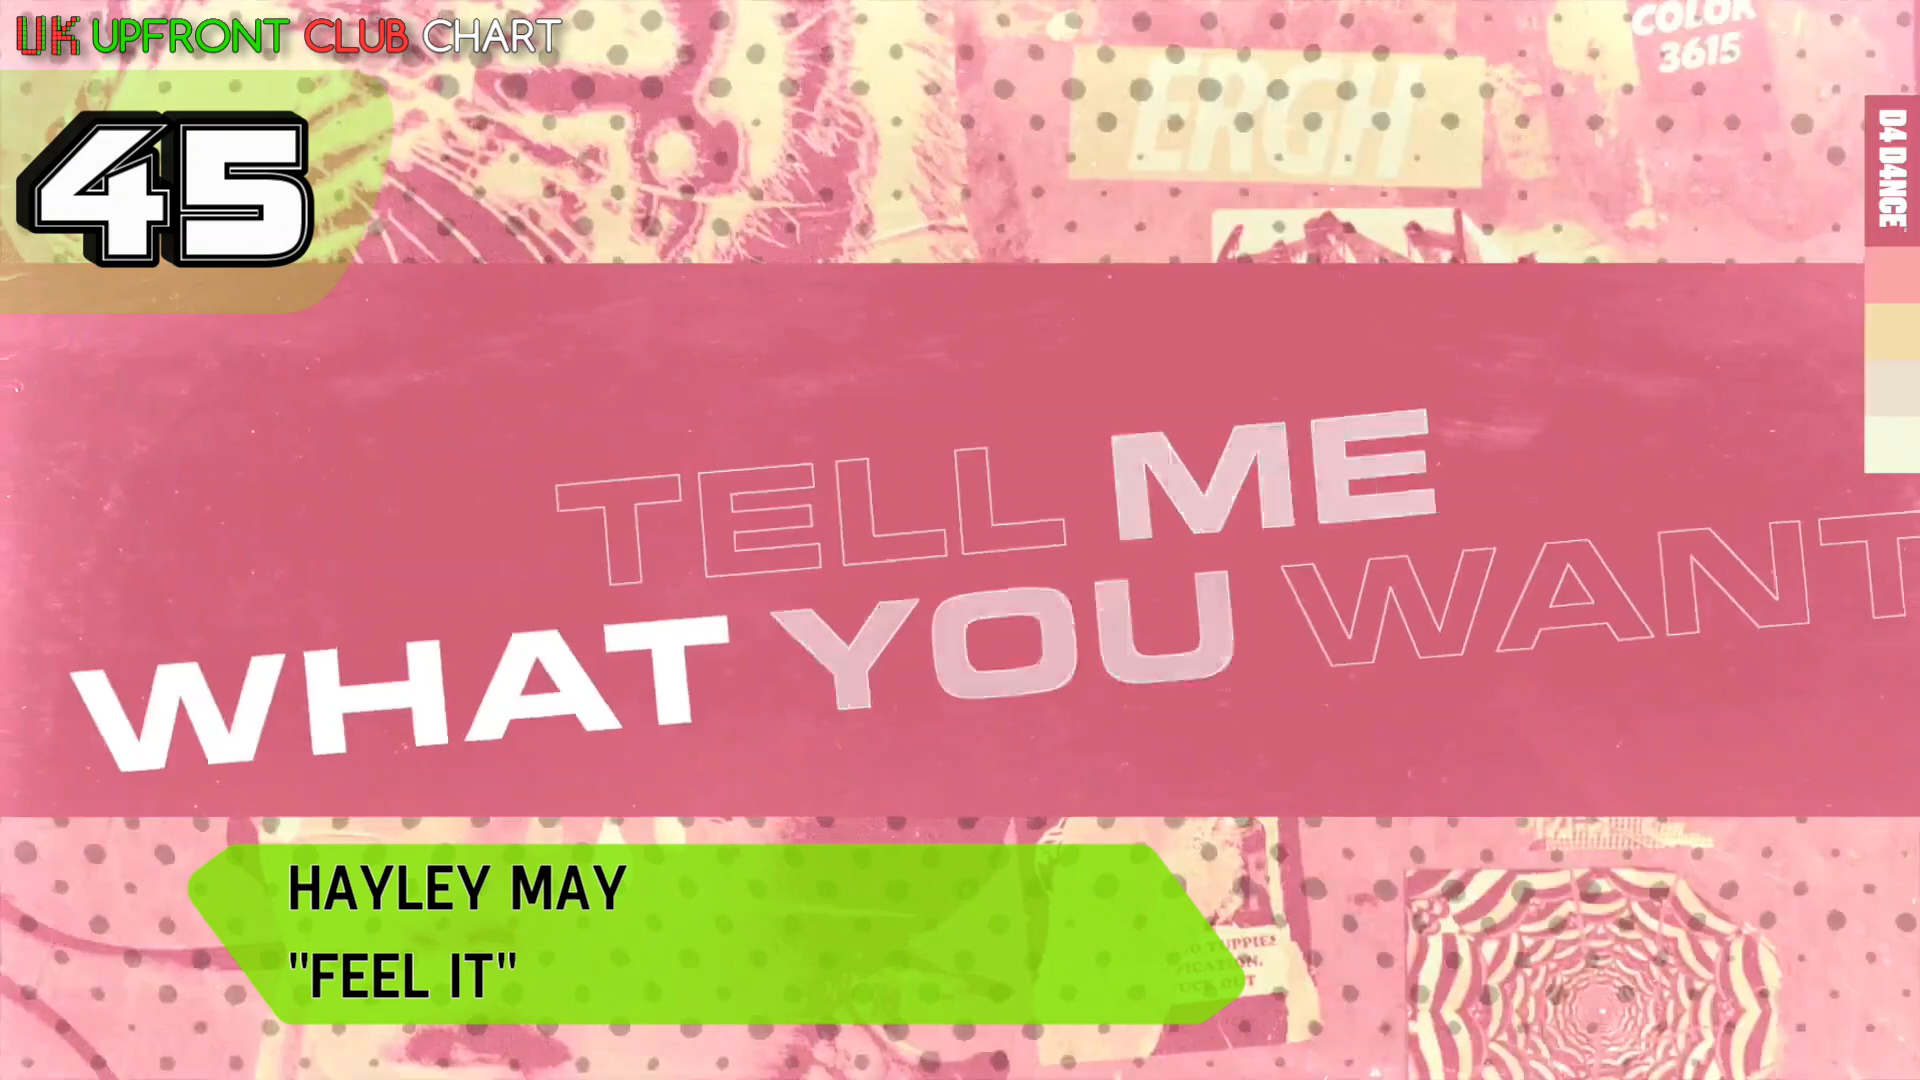 UK UPFRONT CLUB CHART
COLOR
3615
ERGH
45
D4 D4NCE
TELL ME
WHAT YOU WANT
HAYLEY MAY
"FEEL IT"